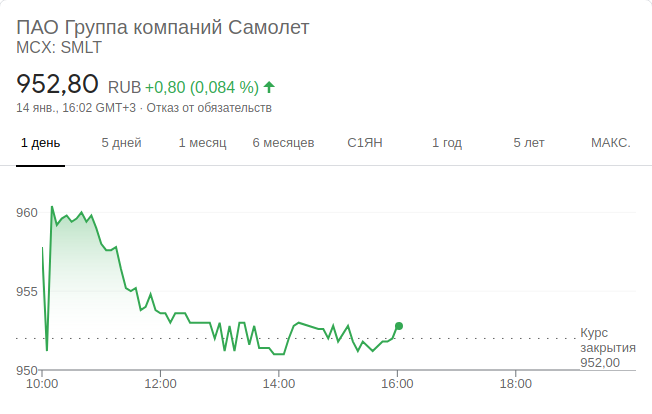 ПАО Группа компаний Самолет
MCX: SMLT
952,80 RUB +0,80 (0,084 %)
14 янв., 16:02 GMT+3 · Отказ от обязательств
1 день 5 дней 1 месяц 6 месяцев С1ЯН 1 год 5 лет МАКС.
960
955
Курс
закрытия
952,00
950
10:00 12:00 14:00 16:00 18:00